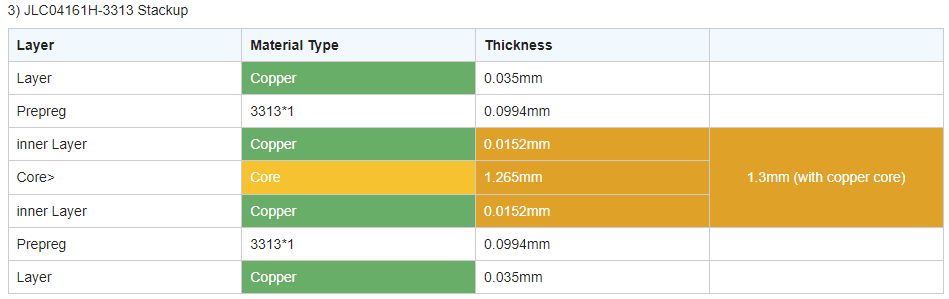 3) JLC04161H-3313 Stackup
Layer Material Type Thickness
Layer Copper 0.035mm
Prepreg 3313*1 0.0994mm
inner Layer Copper 0.0152mm
Core> Core 1.265mm 1.3mm (with copper core)
inner Layer Copper 0.0152mm
Prepreg 3313*1 0.0994mm
Layer Copper 0.035mm